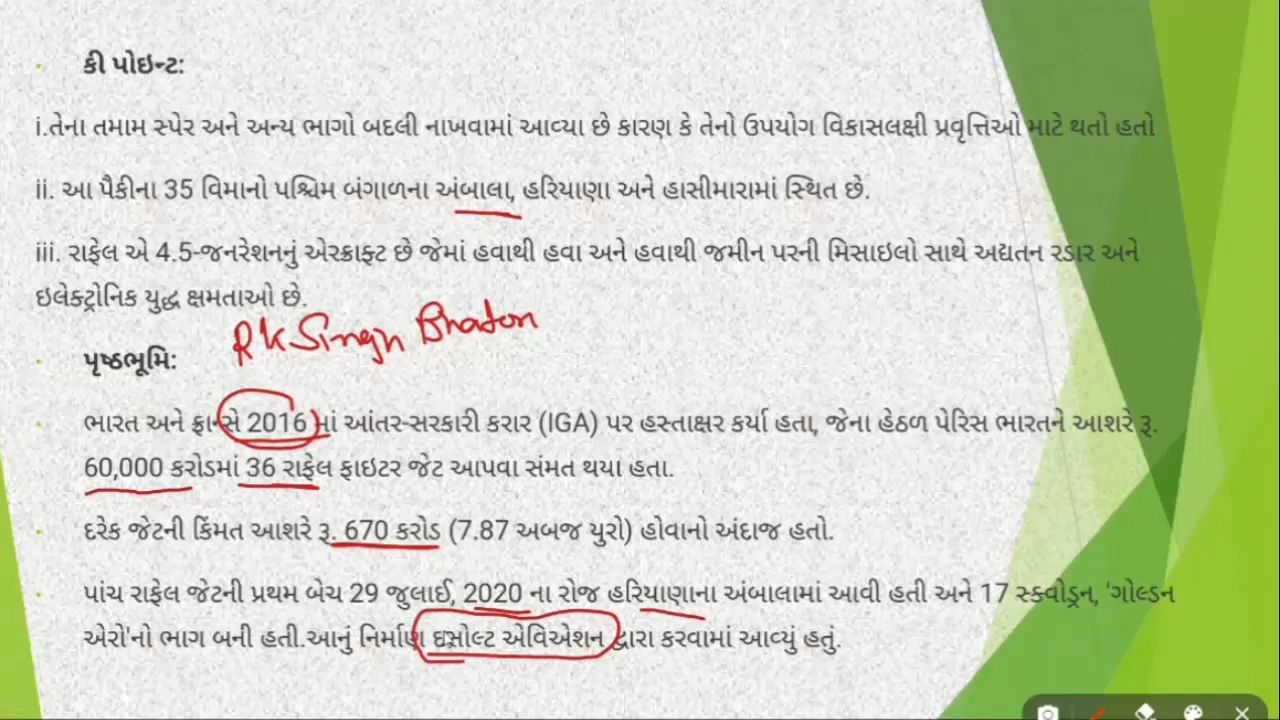 કી પોઇન્ટ:
i.તેના તમામ સ્પેર અને અન્ય ભાગો બદલી નાખવામાં આવ્યા છે કારણ કે તેનો ઉપયોગ વિકાસલક્ષી પ્રવૃત્તિઓ માટે થતો હતો
ii. આ પૈકીના 35 વિમાનો પશ્ચિમ બંગાળના અંબાલા, હરિયાણા અને હાસીમારામાં સ્થિત છે.
iii. રાફેલ એ 4.5-જનરેશનનું એરક્રાફ્ટ છે જેમાં હવાથી હવા અને હવાથી જમીન પરની મિસાઇલો સાથે અદ્યતન રડાર અને
ઇલેક્ટ્રોનિક યુદ્ધ ક્ષમતાઓ છે.
RK Singh Bhadon
પૃષ્ઠભૂમિ:
ભારત અને ફ્રાન્સે 2016 માં આંતર-સરકારી કરાર (IGA) પર હસ્તાક્ષર કર્યા હતા, જેના હેઠળ પેરિસ ભારતને આશરે રૂ.
60,000 કરોડમાં 36 રાફેલ ફાઇટર જેટ આપવા સંમત થયા હતા.
દરેક જેટની કિંમત આશરે રૂ. 670 કરોડ (7.87 અબજ યુરો) હોવાનો અંદાજ હતો.
પાંચ રાફેલ જેટની પ્રથમ બેચ 29 જુલાઈ, 2020 ના રોજ હરિયાણાના અંબાલામાં આવી હતી અને 17 સ્ક્વોડ્રન, 'ગોલ્ડન
એરો'નો ભાગ બની હતી.આનું નિર્માણ એવિએશન દ્વારા કરવામાં આવ્યું હતું.